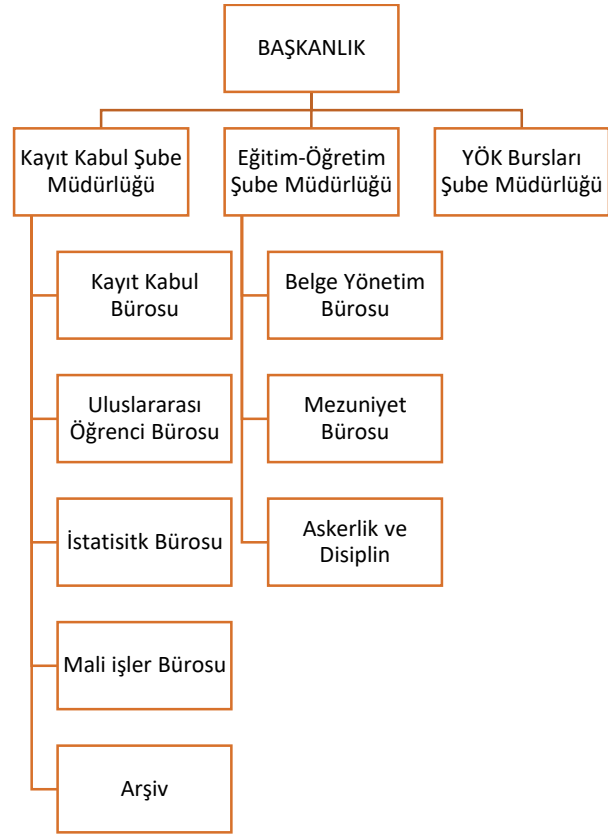 BAŞKANLIK
Kayıt Kabul Şube
Müdürlüğü
Eğitim-Öğretim
Şube Müdürlüğü
YÖK Bursları
Şube Müdürlüğü
Kayıt Kabul
Bürosu
Belge Yönetim
Bürosu
Uluslararası
Öğrenci Bürosu
Mezuniyet
Bürosu
İstatisitk Bürosu
Askerlik ve
Disiplin
Mali işler Bürosu
Arşiv